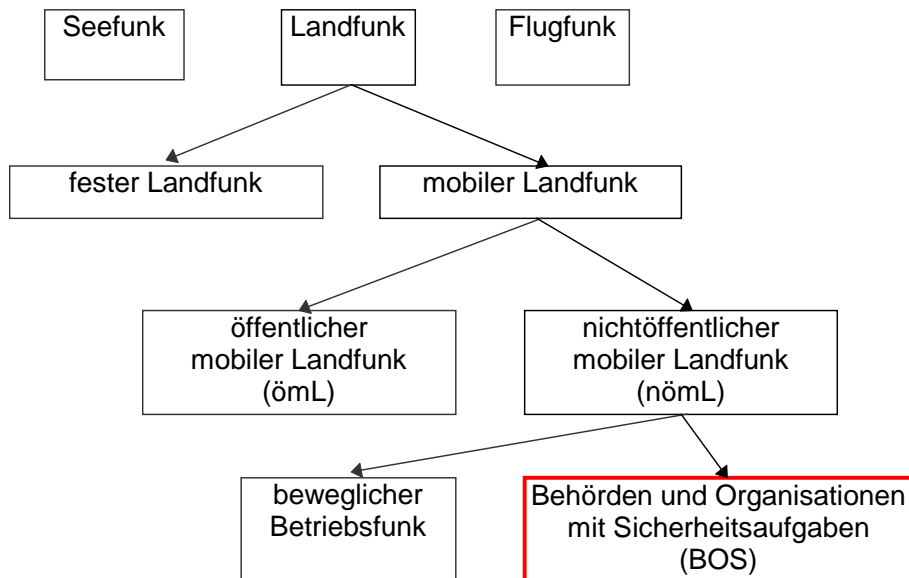 Seefunk
Landfunk
Flugfunk
fester Landfunk
mobiler Landfunk
öffentlicher
mobiler Landfunk
(ömL)
nichtöffentlicher
mobiler Landfunk
(nömL)
beweglicher
Betriebsfunk
Behörden und Organisationen
mit Sicherheitsaufgaben
(BOS)